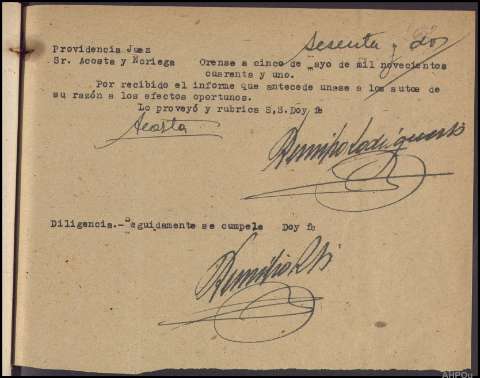 Sesenta y dos
Providencia Juez
Sr. Acosta y Noriega Orense a cinco de mayo de mil novecientos
cuarenta y uno.
Por recibido el informe que antecede unase a los autos de
su razón a los efectos oportunos.
Lo proveyó y rubrica S,S.Doy fe
Acosta
Diligencia.-Seguidamente se cumple Doy fe
AHPOu